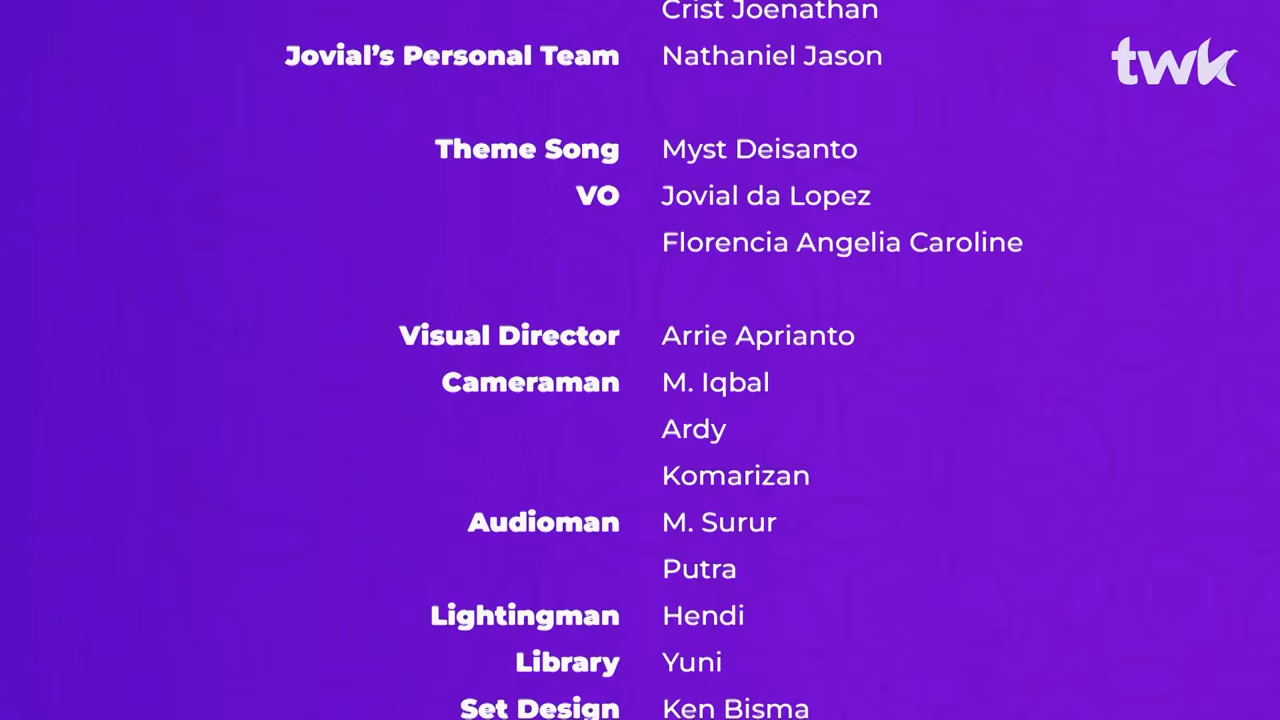 Crist Joenathan
Jovial's Personal Team Nathaniel Jason
twk
Theme Song Myst Deisanto
VO Jovial da Lopez
Florencia Angelia Caroline
Visual Director Arrie Aprianto
Cameraman M. Iqbal
Ardy
Komarizan
Audioman M. Surur
Putra
Lightingman Hendi
Library Yuni
Set Design Ken Bisma